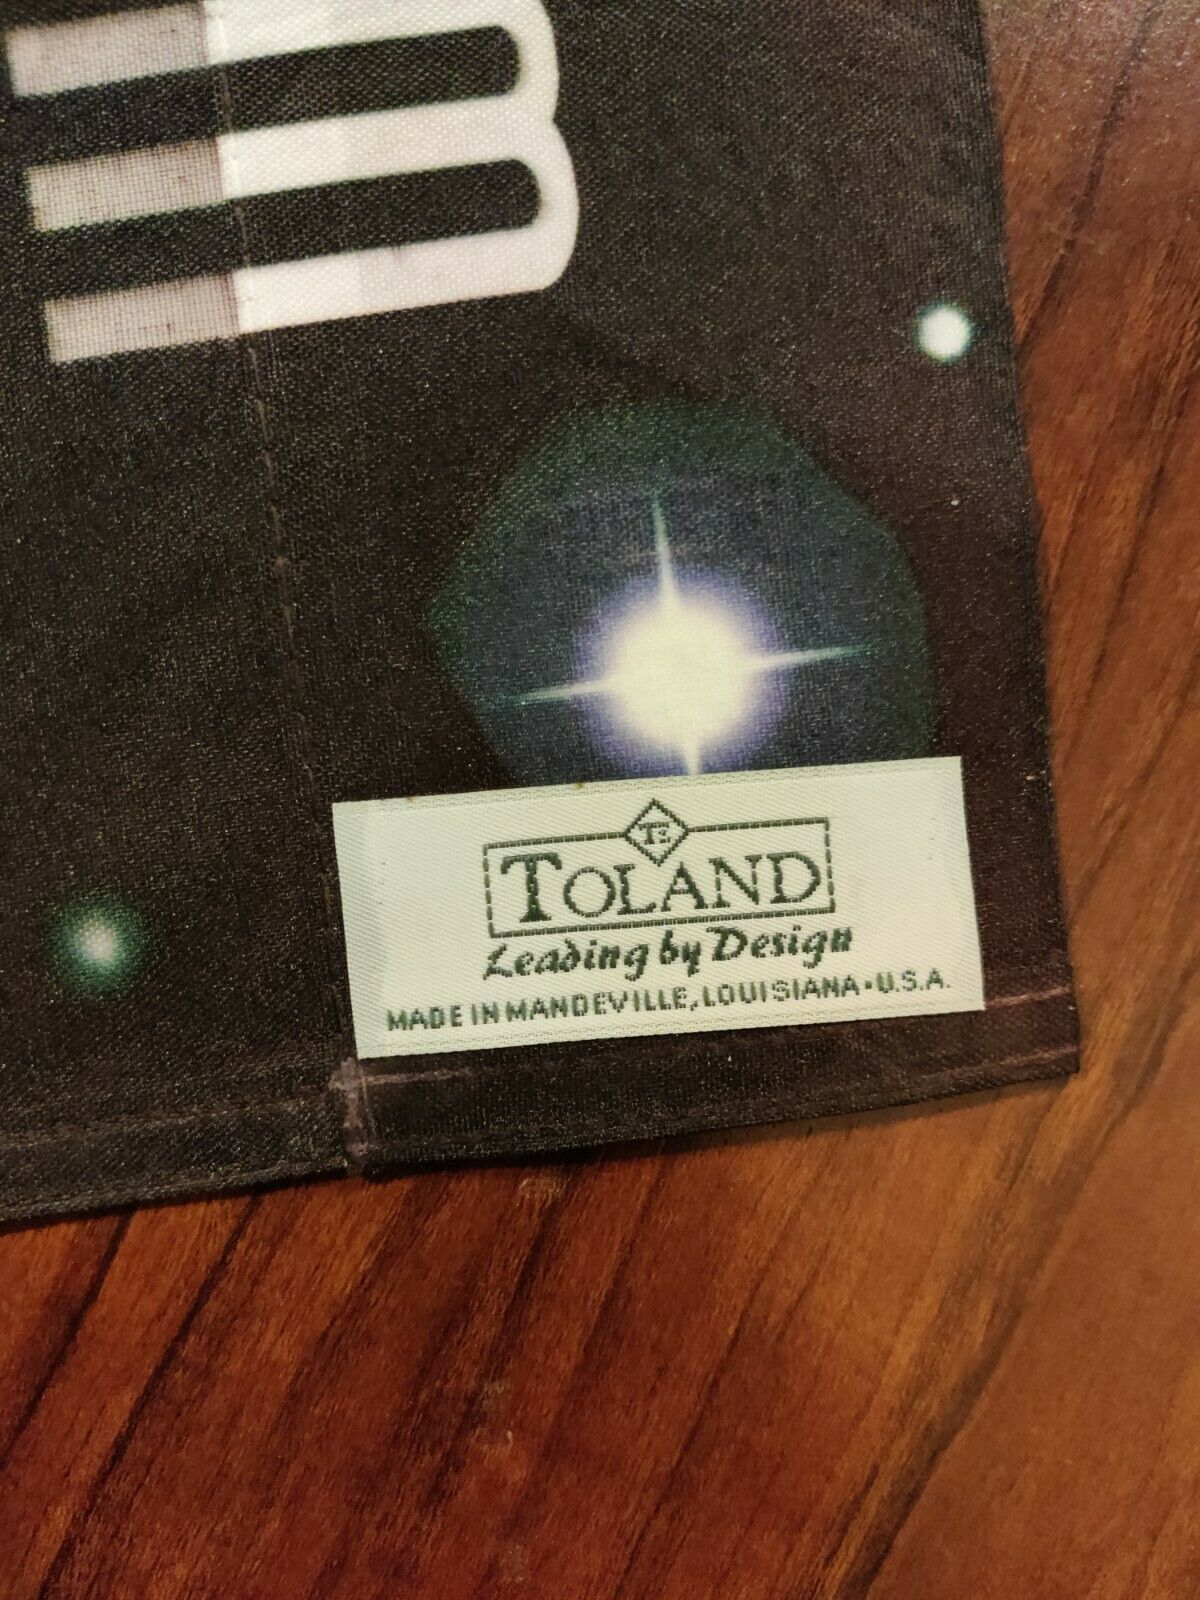 TE
TOLAND
Leading by Design
MADE IN MANDEVILLE, LOUISIANA • U.S.A.